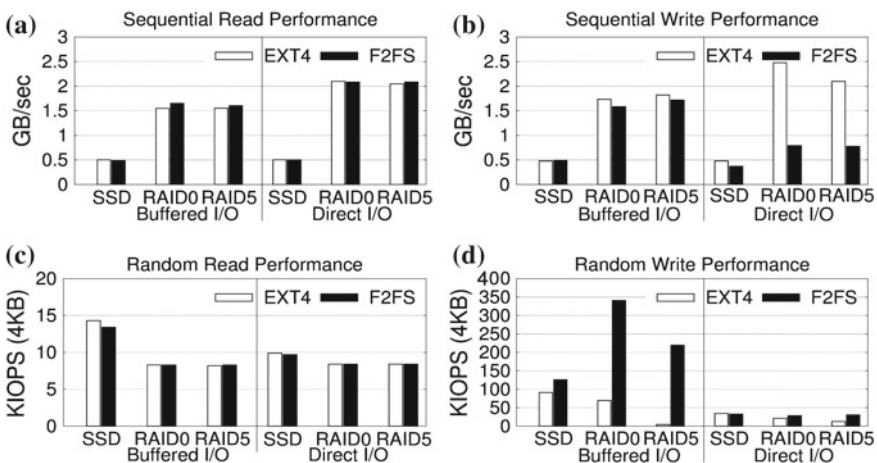 (a) Sequential Read Performance
EXT4 F2FS
GB/sec
3
2.5
2
1.5
1
0.5
0
SSD RAID0 RAID5 SSD RAID0 RAID5
Buffered I/O Direct I/O
(b) Sequential Write Performance
EXT4 F2FS
GB/sec
3
2.5
2
1.5
1
0.5
0
SSD RAID0 RAID5 SSD RAID0 RAID5
Buffered I/O Direct I/O
(c) Random Read Performance
EXT4 F2FS
KIOPS (4KB)
20
15
10
5
0
SSD RAID0 RAID5 SSD RAID0 RAID5
Buffered I/O Direct I/O
(d) Random Write Performance
EXT4 F2FS
KIOPS (4KB)
400
350
300
250
200
150
100
50
0
SSD RAID0 RAID5 SSD RAID0 RAID5
Buffered I/O Direct I/O